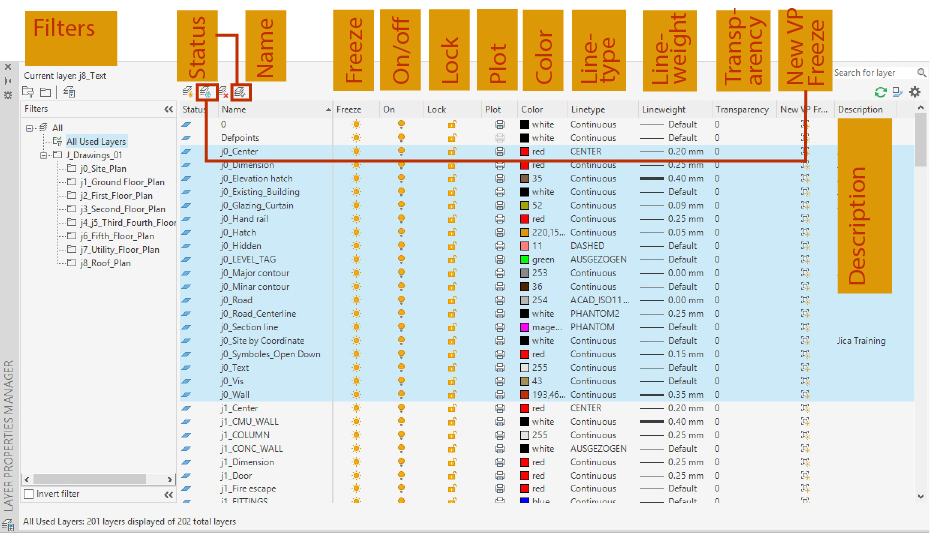 Filters
Status
Name
Freeze
On/off
Lock
Plot
Color
Line-
type
Line-
weight
Transp-
arency
New VP
Freeze
Description
Current layer: j8_Text
Search for layer
Filters
All
All Used Layers
J_Drawings_01
j0_Site_Plan
j1_Ground Floor_Plan
j2_First_Floor_Plan
j3_Second_Floor_Plan
j4_j5_Third_Fourth_Floor
j6_Fifth_Floor_Plan
j7_Utility_Floor_Plan
j8_Roof_Plan
Invert filter
Status Name Freeze On Lock Plot Color Linetype Lineweight Transparency New VP Fr... Description
0 white Continuous Default 0
Defpoints white Continuous Default 0
j0_Center red CENTER 0.20 mm 0
j0_Dimension red Continuous 0.25 mm 0
j0_Elevation hatch 35 Continuous 0.40 mm 0
j0_Existing_Building white Continuous Default 0
j0_Glazing_Curtain 52 Continuous 0.09 mm 0
j0_Hand rail red Continuous 0.25 mm 0
j0_Hatch 220,15... Continuous 0.05 mm 0
j0_Hidden 11 DASHED Default 0
j0_LEVEL_TAG green AUSGEZOGEN Default 0
j0_Major contour 253 Continuous 0.00 mm 0
j0_Minar contour 36 Continuous Default 0
j0_Road 254 ACAD_ISO11... 0.00 mm 0
j0_Road_Centerline white PHANTOM2 0.25 mm 0
j0_Section line mage... PHANTOM Default 0
j0_Site by Coordinate white Continuous Default 0 Jica Training
j0_Symboles_Open Down red Continuous 0.15 mm 0
j0_Text 255 Continuous Default 0
j0_Vis 43 Continuous Default 0
j0_Wall 193,46... Continuous 0.35 mm 0
j1_Center red CENTER 0.20 mm 0
j1_CMU_WALL white Continuous 0.40 mm 0
j1_COLUMN 255 Continuous 0.25 mm 0
j1_CONC_WALL white AUSGEZOGEN Default 0
j1_Dimension red Continuous 0.25 mm 0
j1_Door red Continuous 0.25 mm 0
j1_Fire escape red Continuous Default 0
j1_FITTINGS blue Continuous Default 0
LAYER PROPERTIES MANAGER
All Used Layers: 201 layers displayed of 202 total layers